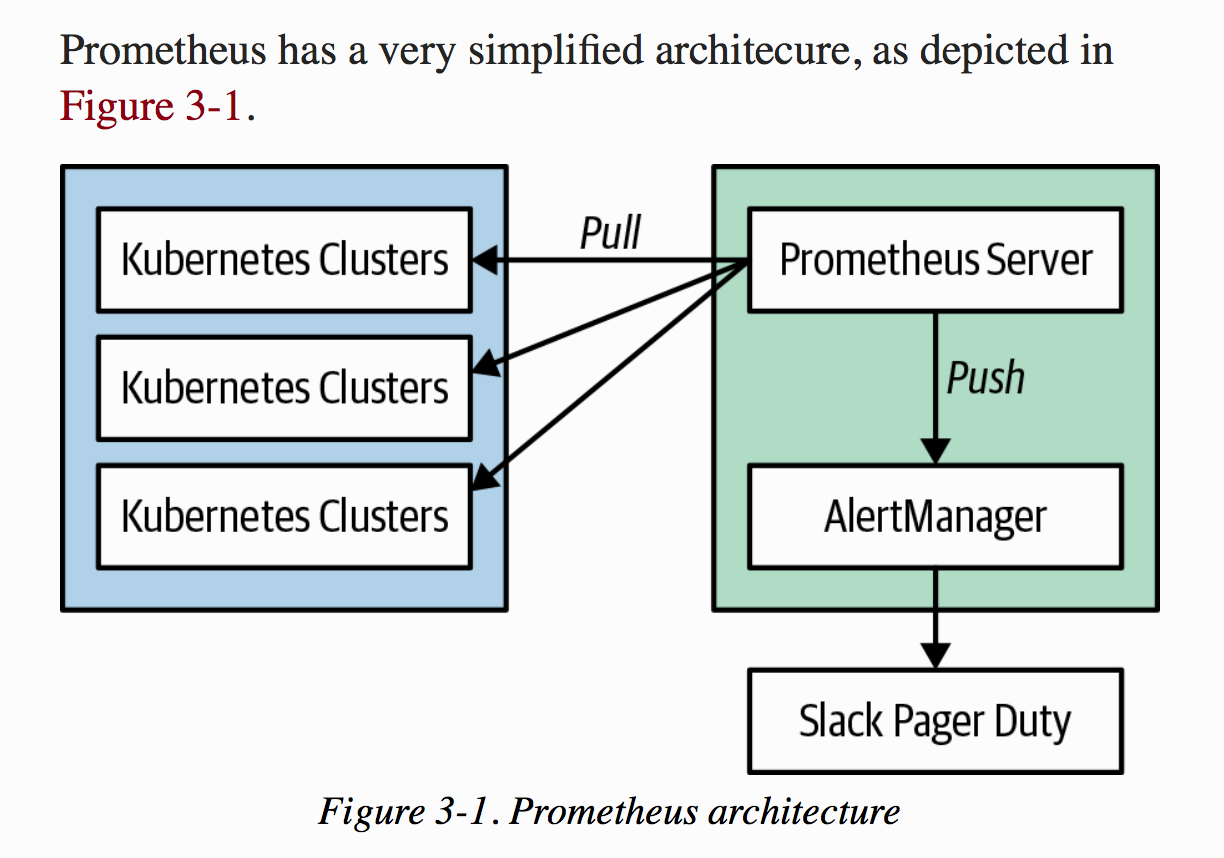 Prometheus has a very simplified architecure, as depicted in
Figure 3-1.
Kubernetes Clusters
Pull
Prometheus Server
Kubernetes Clusters
Push
Kubernetes Clusters
AlertManager
Slack Pager Duty
Figure 3-1. Prometheus architecture